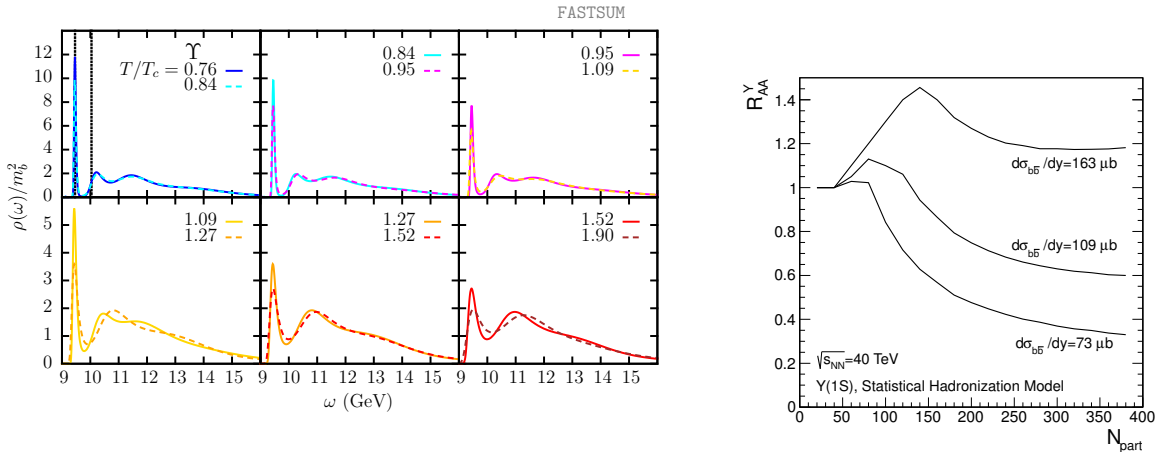 FASTSUM
12
10
8
6
4
2
0
Υ
T/T_c = 0.76
0.84
0.84
0.95
0.95
1.09
ρ(ω)/m_b^2
5
4
3
2
1
0
1.09
1.27
1.27
1.52
1.52
1.90
9 10 11 12 13 14 15 9 10 11 12 13 14 15 9 10 11 12 13 14 15
ω (GeV)
R_AA^Υ
1.4
1.2
1
0.8
0.6
0.4
0.2
0
dσ_bb̅/dy=163 μb
dσ_bb̅/dy=109 μb
dσ_bb̅/dy=73 μb
√s_NN=40 TeV
Υ(1S), Statistical Hadronization Model
0 50 100 150 200 250 300 350 400
N_part